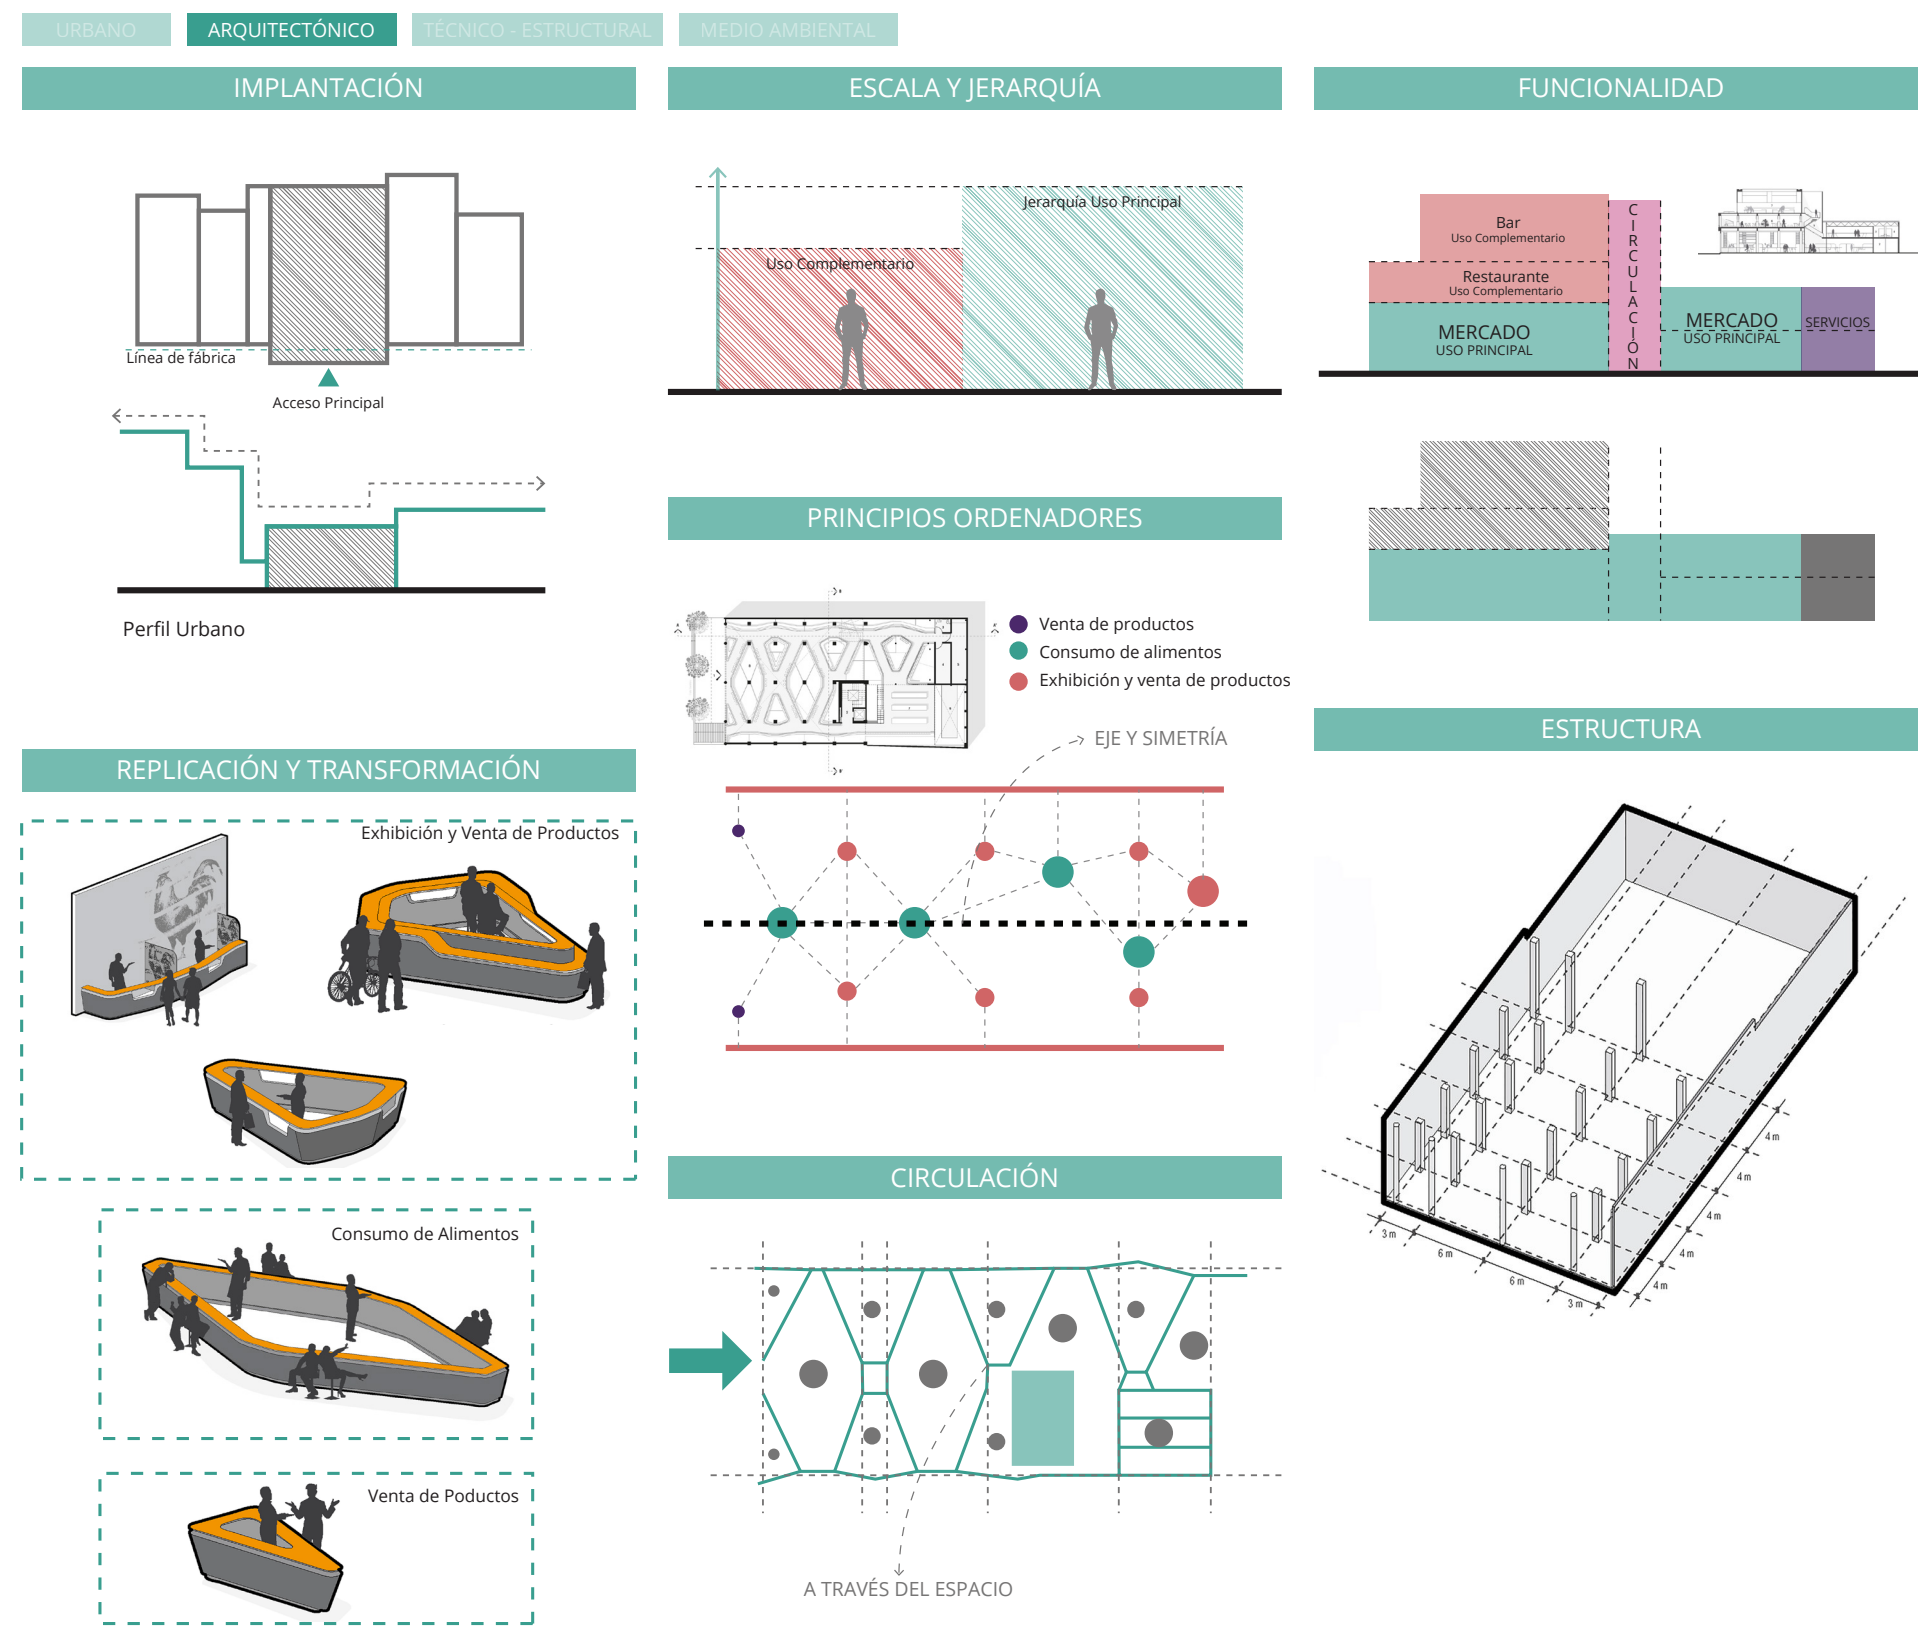 URBANO
ARQUITECTÓNICO
TÉCNICO - ESTRUCTURAL
MEDIO AMBIENTAL
IMPLANTACIÓN
Línea de fábrica
Acceso Principal
Perfil Urbano
REPLICACIÓN Y TRANSFORMACIÓN
Exhibición y Venta de Productos
Consumo de Alimentos
Venta de Poductos
ESCALA Y JERARQUÍA
Jerarquía Uso Principal
Uso Complementario
PRINCIPIOS ORDENADORES
Venta de productos
Consumo de alimentos
Exhibición y venta de productos
EJE Y SIMETRÍA
CIRCULACIÓN
A TRAVÉS DEL ESPACIO
FUNCIONALIDAD
Bar
Uso Complementario
Restaurante
Uso Complementario
MERCADO
USO PRINCIPAL
CIRCULACIÓN
MERCADO
USO PRINCIPAL
SERVICIOS
ESTRUCTURA
4 m
4 m
4 m
4 m
4 m
3 m
6 m
6 m
3 m